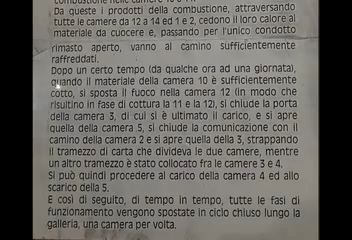 combustione nelle camere 10 e 11.
Da queste i prodotti della combustione, attraversando
tutte le camere da 12 a 14 ed 1 e 2, cedono il loro calore al
materiale da cuocere e, passando per l'unico condotto
rimasto aperto, vanno al camino sufficientemente
raffreddati.
Dopo un certo tempo (da qualche ora ad una giornata),
quando il materiale della camera 10 è sufficientemente
cotto, si sposta il fuoco nella camera 12 (in modo che
risultino in fase di cottura la 11 e la 12), si chiude la porta
della camera 3, di cui si è ultimato il carico, e si apre
quella della camera 5, si chiude la comunicazione con il
camino della camera 2 e si apre quella della 3, strappando
il tramezzo di carta che divideva le due camere, mentre
un altro tramezzo è stato collocato fra le camere 3 e 4.
Si può quindi procedere al carico della camera 4 ed allo
scarico della 5.
E così di seguito, di tempo in tempo, tutte le fasi di
funzionamento vengono spostate in ciclo chiuso lungo la
galleria, una camera per volta.